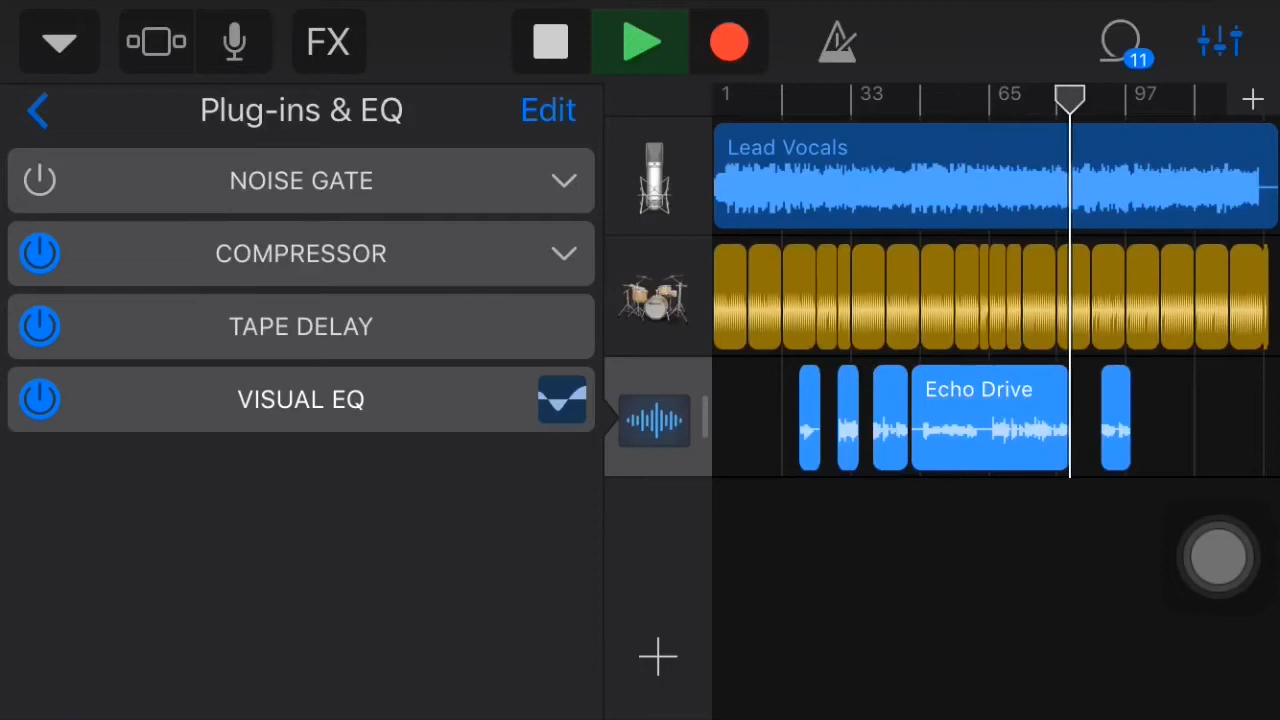 FX
11
Plug-ins & EQ
Edit
1
33
65
97
NOISE GATE
COMPRESSOR
TAPE DELAY
VISUAL EQ
Lead Vocals
Echo Drive